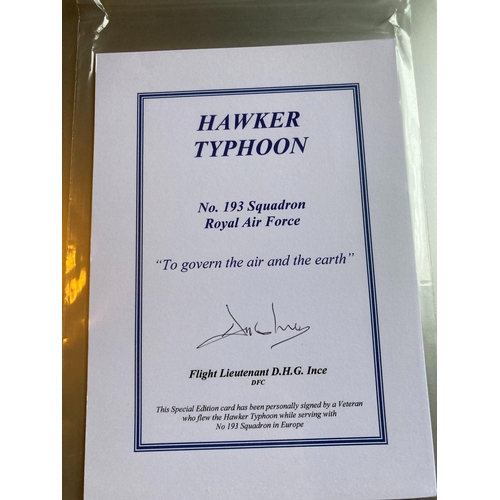 HAWKER
TYPHOON
No. 193 Squadron
Royal Air Force
"To govern the air and the earth"
Flight Lieutenant D.H.G. Ince
DFC
This Special Edition card has been personally signed by a Veteran
who flew the Hawker Typhoon while serving with
No 193 Squadron in Europe